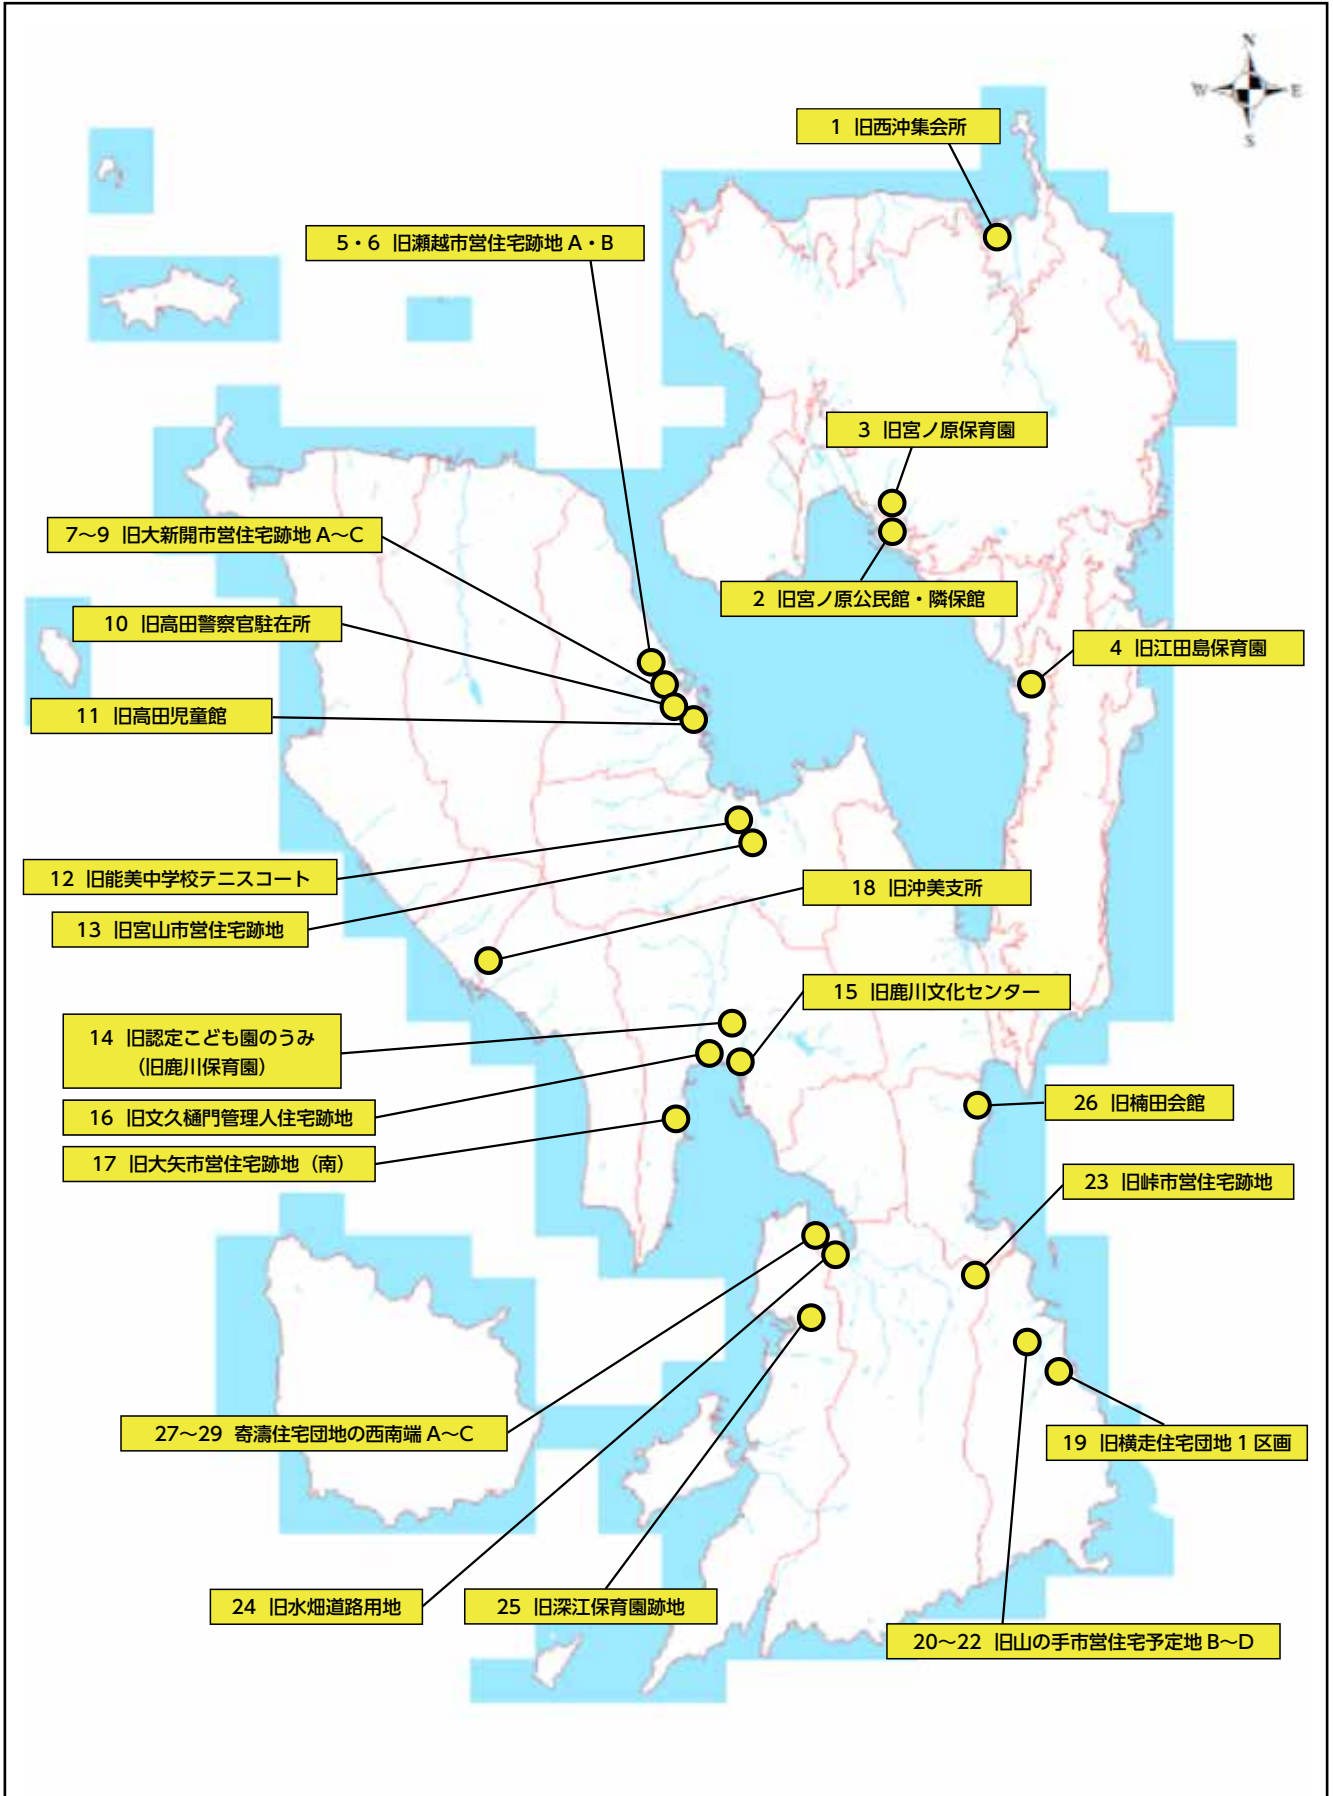 N
W E
S
1 旧西沖集会所
5・6 旧瀬越市営住宅跡地 A・B
3 旧宮ノ原保育園
7〜9 旧大新開市営住宅跡地 A〜C
2 旧宮ノ原公民館・隣保館
10 旧高田警察官駐在所
4 旧江田島保育園
11 旧高田児童館
12 旧能美中学校テニスコート
18 旧沖美支所
13 旧宮山市営住宅跡地
15 旧鹿川文化センター
14 旧認定こども園のうみ
（旧鹿川保育園）
26 旧楠田会館
16 旧文久樋門管理人住宅跡地
17 旧大矢市営住宅跡地（南）
23 旧峠市営住宅跡地
27〜29 寄濤住宅団地の西南端 A〜C
19 旧横走住宅団地 1 区画
24 旧水畑道路用地
25 旧深江保育園跡地
20〜22 旧山の手市営住宅予定地 B〜D